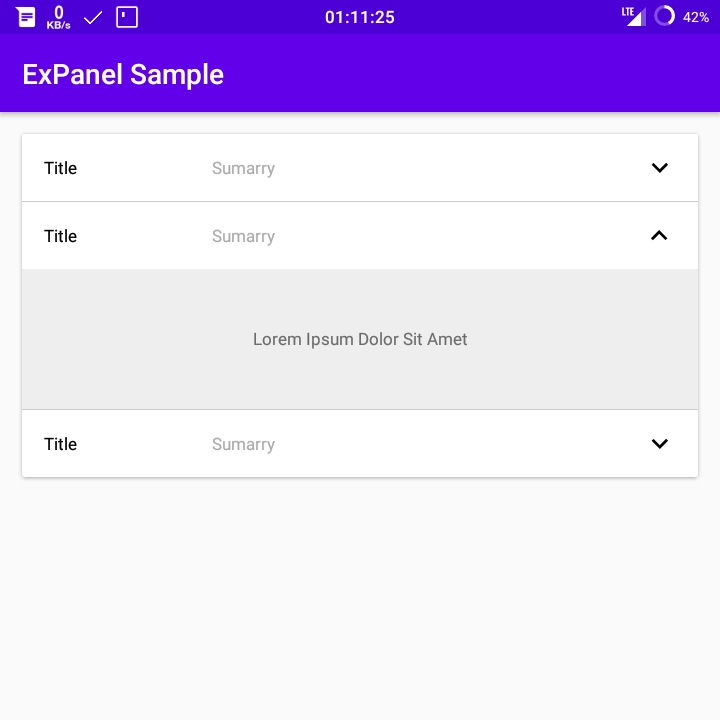 0
KB/s
01:11:25
LTE
42%
ExPanel Sample
Title Sumarry
Title Sumarry
Lorem Ipsum Dolor Sit Amet
Title Sumarry